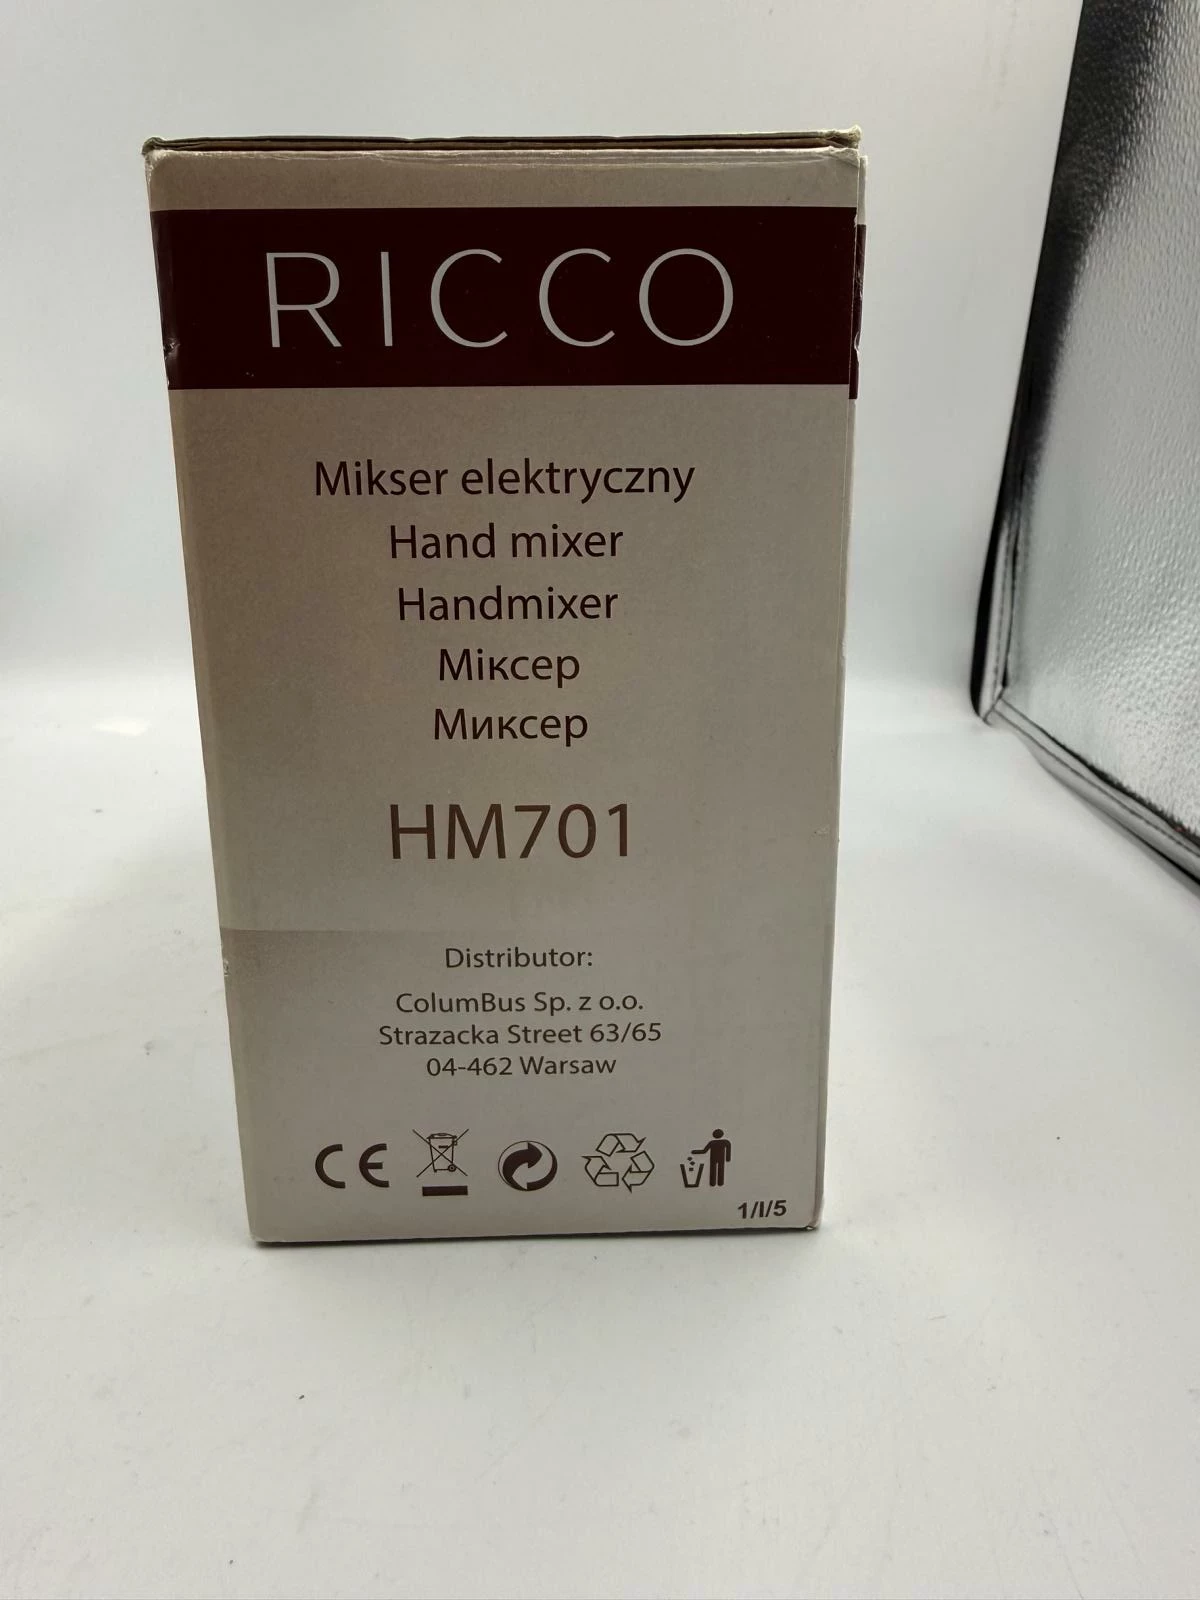 RICCO
Mikser elektryczny
Hand mixer
Handmixer
Міксер
Миксер
HM701
Distributor:
ColumBus Sp. z o.o.
Strazacka Street 63/65
04-462 Warsaw
CE
1/I/5